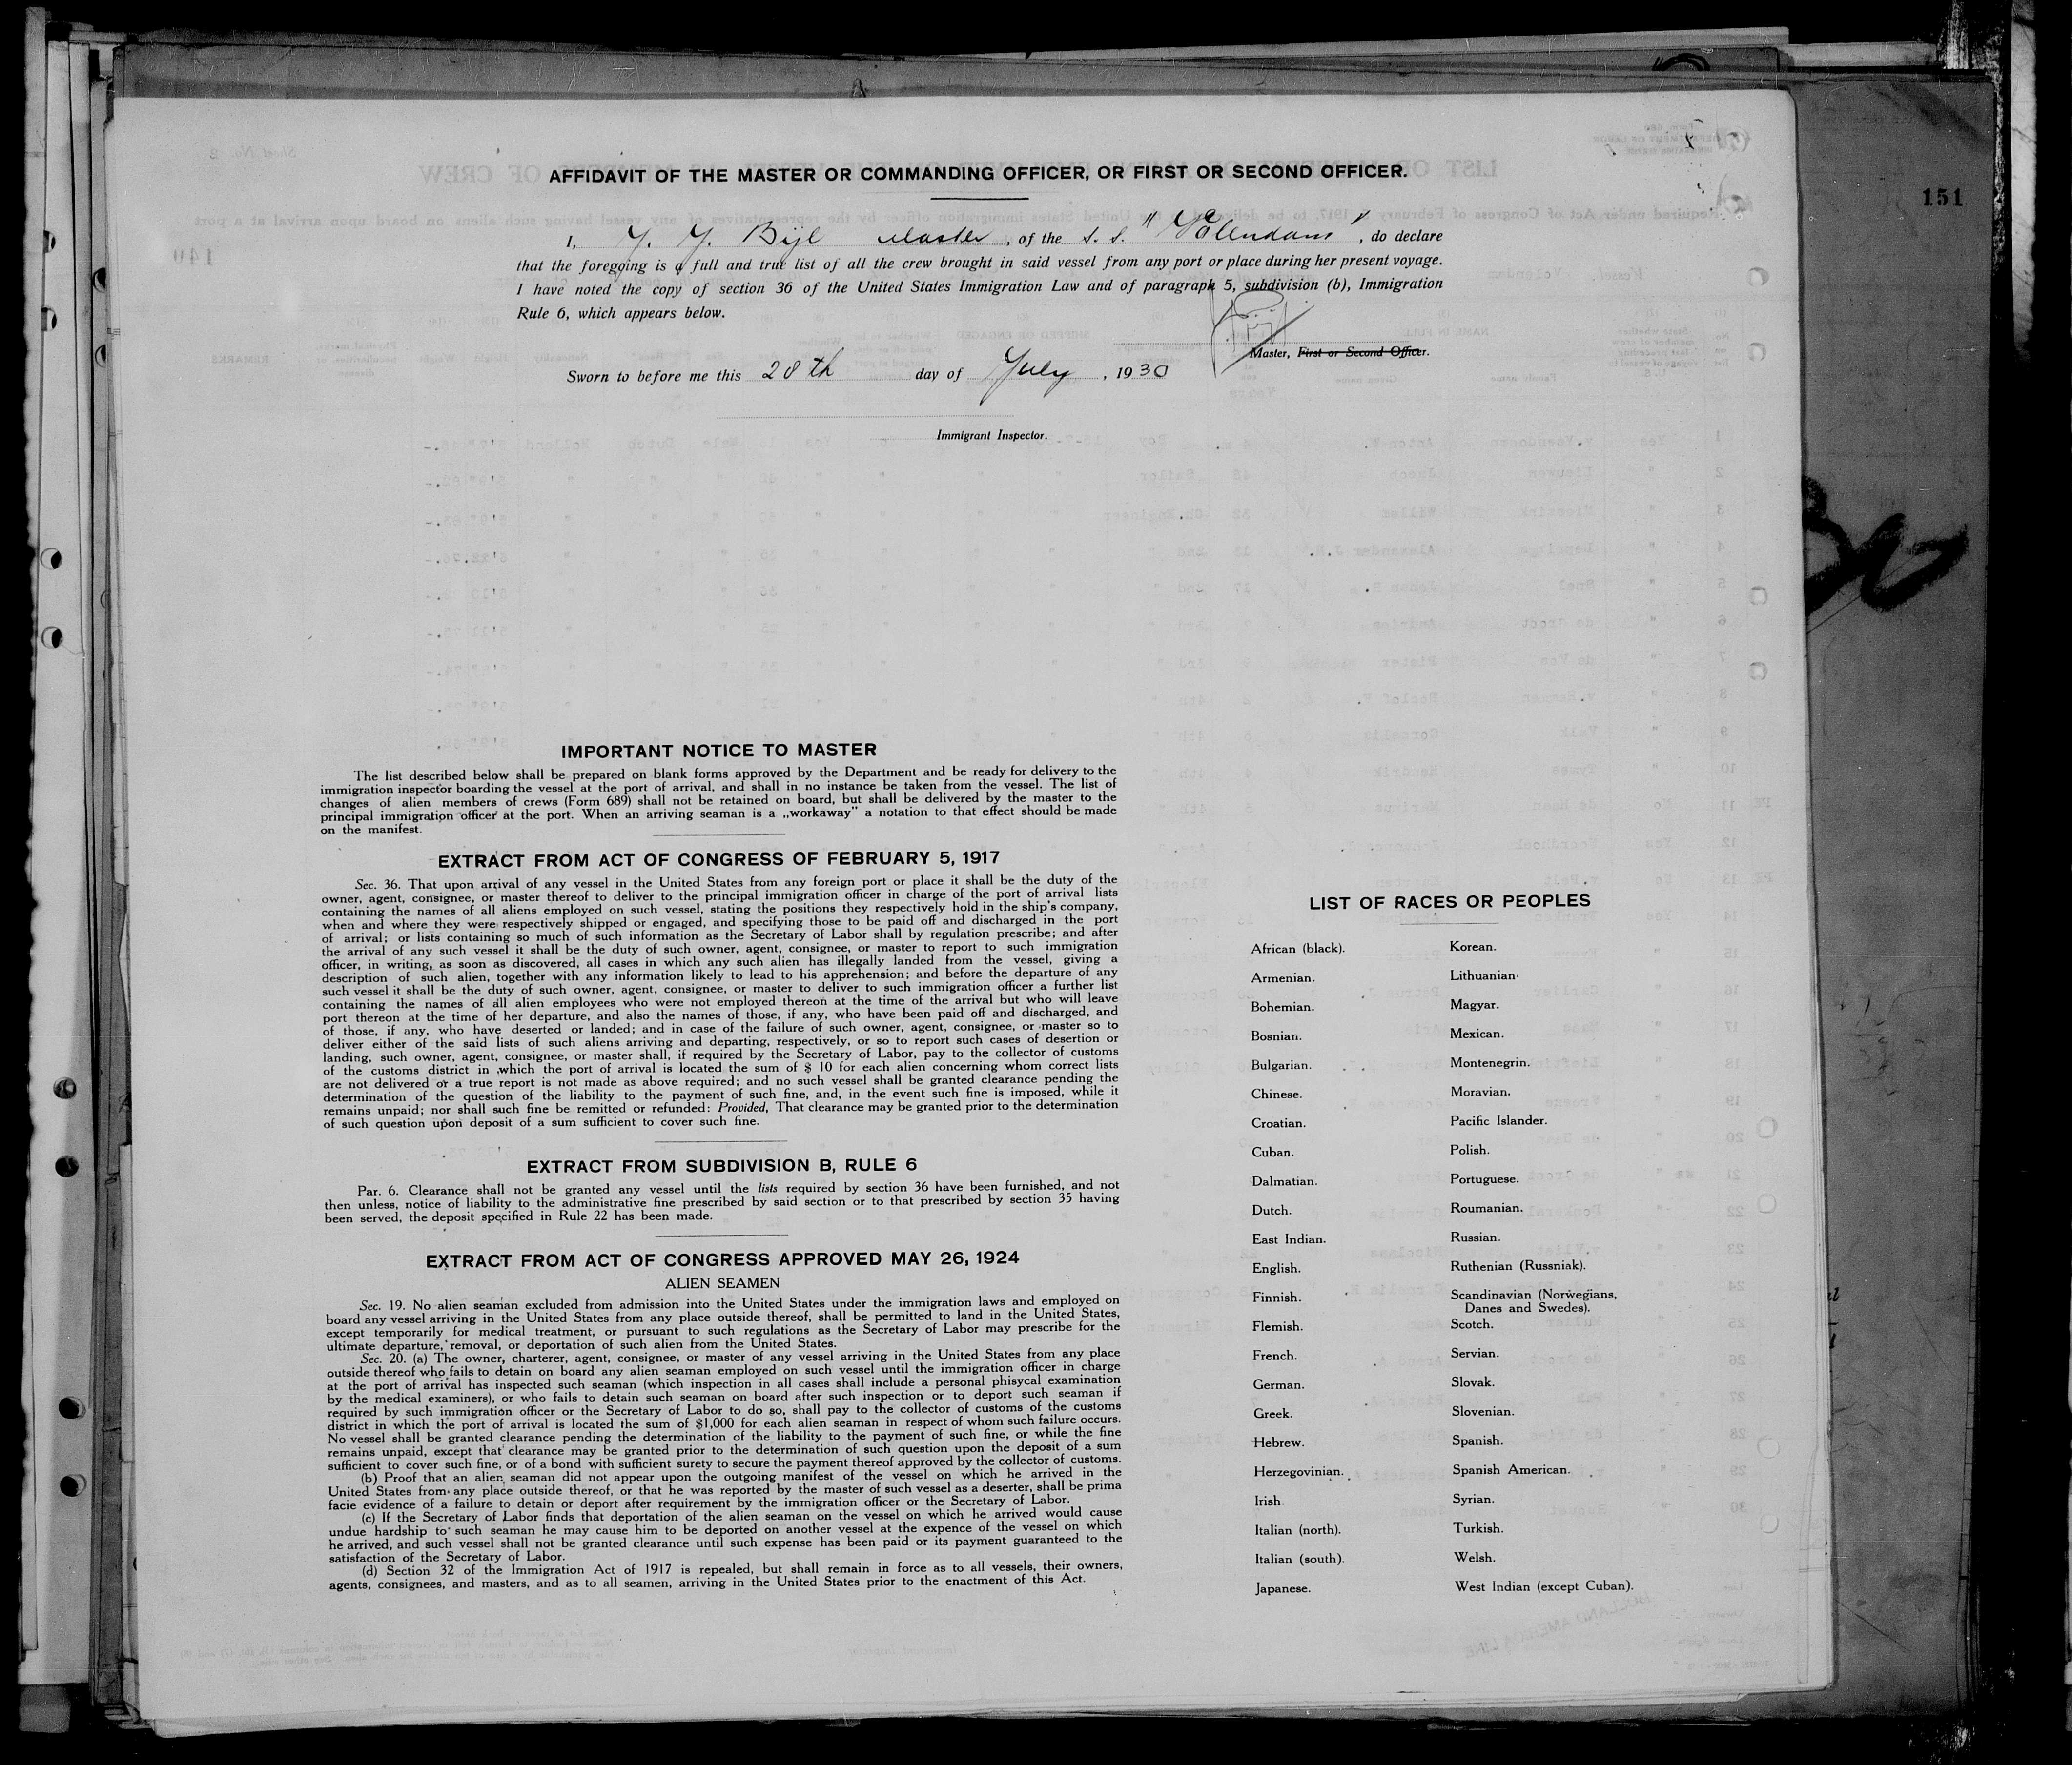 151
AFFIDAVIT OF THE MASTER OR COMMANDING OFFICER, OR FIRST OR SECOND OFFICER.
I, Y. Y. Bijl Master, of the S. S. "Volendam", do declare
that the foregoing is a full and true list of all the crew brought in said vessel from any port or place during her present voyage.
I have noted the copy of section 36 of the United States Immigration Law and of paragraph 5, subdivision (b), Immigration
Rule 6, which appears below.
Master, First or Second Officer.
Sworn to before me this 28th day of July, 1930
Immigrant Inspector.
IMPORTANT NOTICE TO MASTER
The list described below shall be prepared on blank forms approved by the Department and be ready for delivery to the
immigration inspector boarding the vessel at the port of arrival, and shall in no instance be taken from the vessel. The list of
changes of alien members of crews (Form 689) shall not be retained on board, but shall be delivered by the master to the
principal immigration officer at the port. When an arriving seaman is a „workaway” a notation to that effect should be made
on the manifest.
EXTRACT FROM ACT OF CONGRESS OF FEBRUARY 5, 1917
Sec. 36. That upon arrival of any vessel in the United States from any foreign port or place it shall be the duty of the
owner, agent, consignee, or master thereof to deliver to the principal immigration officer in charge of the port of arrival lists
containing the names of all aliens employed on such vessel, stating the positions they respectively hold in the ship's company,
when and where they were respectively shipped or engaged, and specifying those to be paid off and discharged in the port
of arrival; or lists containing so much of such information as the Secretary of Labor shall by regulation prescribe; and after
the arrival of any such vessel it shall be the duty of such owner, agent, consignee, or master to report to such immigration
officer, in writing, as soon as discovered, all cases in which any such alien has illegally landed from the vessel, giving a
description of such alien, together with any information likely to lead to his apprehension; and before the departure of any
such vessel it shall be the duty of such owner, agent, consignee, or master to deliver to such immigration officer a further list
containing the names of all alien employees who were not employed thereon at the time of the arrival but who will leave
port thereon at the time of her departure, and also the names of those, if any, who have been paid off and discharged, and
of those, if any, who have deserted or landed; and in case of the failure of such owner, agent, consignee, or master so to
deliver either of the said lists of such aliens arriving and departing, respectively, or so to report such cases of desertion or
landing, such owner, agent, consignee, or master shall, if required by the Secretary of Labor, pay to the collector of customs
of the customs district in which the port of arrival is located the sum of $ 10 for each alien concerning whom correct lists
are not delivered or a true report is not made as above required; and no such vessel shall be granted clearance pending the
determination of the question of the liability to the payment of such fine, and, in the event such fine is imposed, while it
remains unpaid; nor shall such fine be remitted or refunded: Provided, That clearance may be granted prior to the determination
of such question upon deposit of a sum sufficient to cover such fine.
EXTRACT FROM SUBDIVISION B, RULE 6
Par. 6. Clearance shall not be granted any vessel until the lists required by section 36 have been furnished, and not
then unless, notice of liability to the administrative fine prescribed by said section or to that prescribed by section 35 having
been served, the deposit specified in Rule 22 has been made.
EXTRACT FROM ACT OF CONGRESS APPROVED MAY 26, 1924
ALIEN SEAMEN
Sec. 19. No alien seaman excluded from admission into the United States under the immigration laws and employed on
board any vessel arriving in the United States from any place outside thereof, shall be permitted to land in the United States,
except temporarily for medical treatment, or pursuant to such regulations as the Secretary of Labor may prescribe for the
ultimate departure, removal, or deportation of such alien from the United States.
Sec. 20. (a) The owner, charterer, agent, consignee, or master of any vessel arriving in the United States from any place
outside thereof who fails to detain on board any alien seaman employed on such vessel until the immigration officer in charge
at the port of arrival has inspected such seaman (which inspection in all cases shall include a personal phisycal examination
by the medical examiners), or who fails to detain such seaman on board after such inspection or to deport such seaman if
required by such immigration officer or the Secretary of Labor to do so, shall pay to the collector of customs of the customs
district in which the port of arrival is located the sum of $1,000 for each alien seaman in respect of whom such failure occurs.
No vessel shall be granted clearance pending the determination of the liability to the payment of such fine, or while the fine
remains unpaid, except that clearance may be granted prior to the determination of such question upon the deposit of a sum
sufficient to cover such fine, or of a bond with sufficient surety to secure the payment thereof approved by the collector of customs.
(b) Proof that an alien seaman did not appear upon the outgoing manifest of the vessel on which he arrived in the
United States from any place outside thereof, or that he was reported by the master of such vessel as a deserter, shall be prima
facie evidence of a failure to detain or deport after requirement by the immigration officer or the Secretary of Labor.
(c) If the Secretary of Labor finds that deportation of the alien seaman on the vessel on which he arrived would cause
undue hardship to such seaman he may cause him to be deported on another vessel at the expence of the vessel on which
he arrived, and such vessel shall not be granted clearance until such expense has been paid or its payment guaranteed to the
satisfaction of the Secretary of Labor.
(d) Section 32 of the Immigration Act of 1917 is repealed, but shall remain in force as to all vessels, their owners,
agents, consignees, and masters, and as to all seamen, arriving in the United States prior to the enactment of this Act.
LIST OF RACES OR PEOPLES
African (black).
Armenian.
Bohemian.
Bosnian.
Bulgarian.
Chinese.
Croatian.
Cuban.
Dalmatian.
Dutch.
East Indian.
English.
Finnish.
Flemish.
French.
German.
Greek.
Hebrew.
Herzegovinian.
Irish
Italian (north).
Italian (south).
Japanese.
Korean.
Lithuanian.
Magyar.
Mexican.
Montenegrin.
Moravian.
Pacific Islander.
Polish.
Portuguese.
Roumanian.
Russian.
Ruthenian (Russniak).
Scandinavian (Norwegians,
Danes and Swedes).
Scotch.
Servian.
Slovak.
Slovenian.
Spanish.
Spanish American.
Syrian.
Turkish.
Welsh.
West Indian (except Cuban).